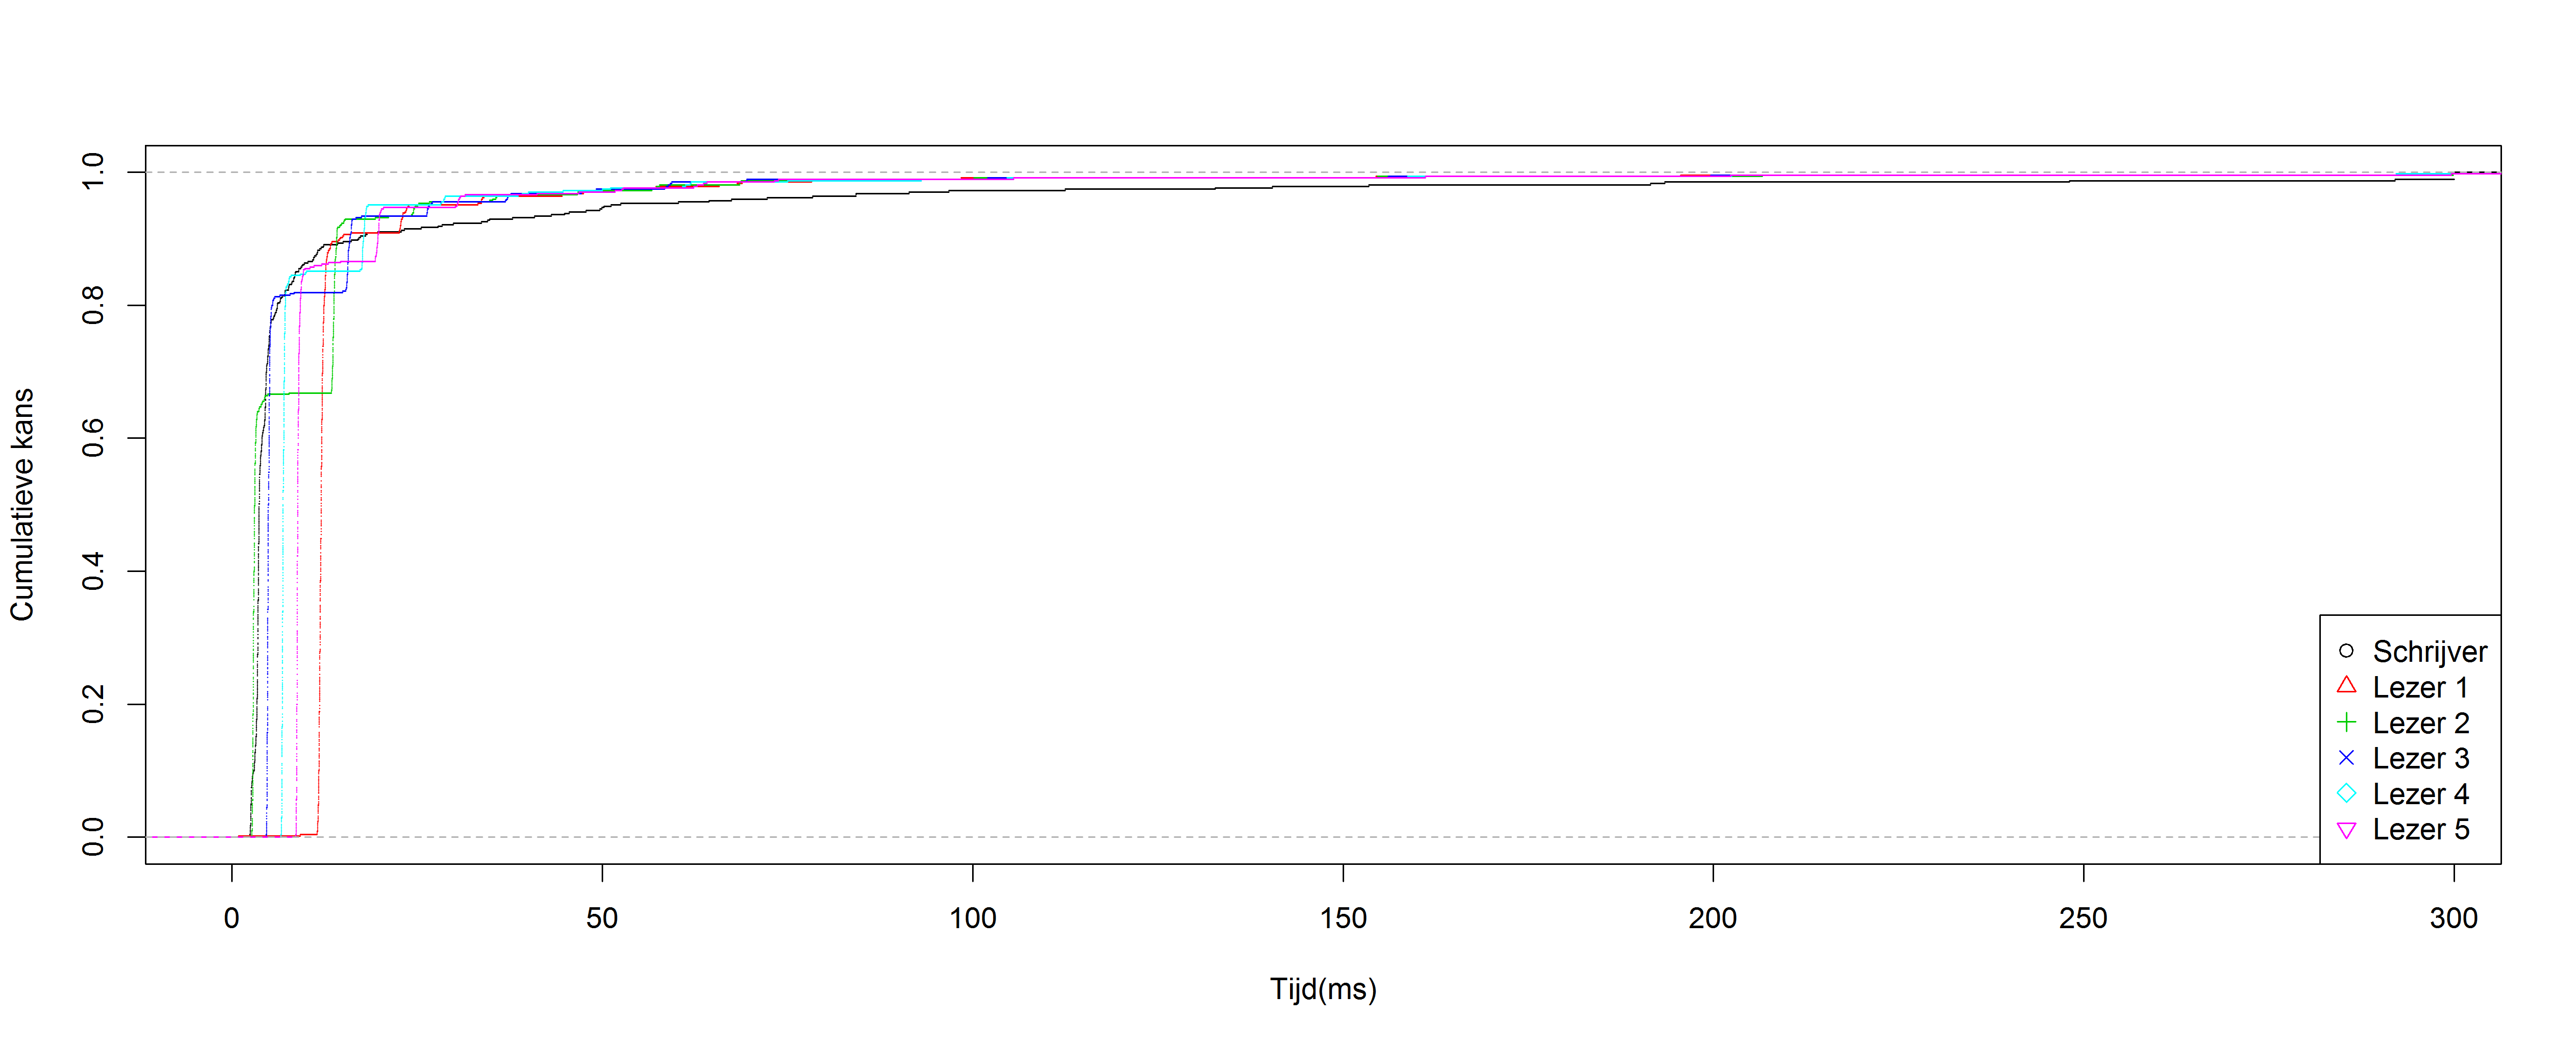 Cumulatieve kans
1.0
0.8
0.6
0.4
0.2
0.0
Schrijver
Lezer 1
Lezer 2
Lezer 3
Lezer 4
Lezer 5
0 50 100 150 200 250 300
Tijd(ms)